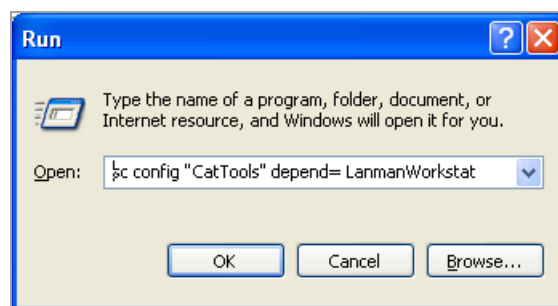 Run
Type the name of a program, folder, document, or
Internet resource, and Windows will open it for you.
Open: sc config "CatTools" depend= LanmanWorkstat
OK Cancel Browse...